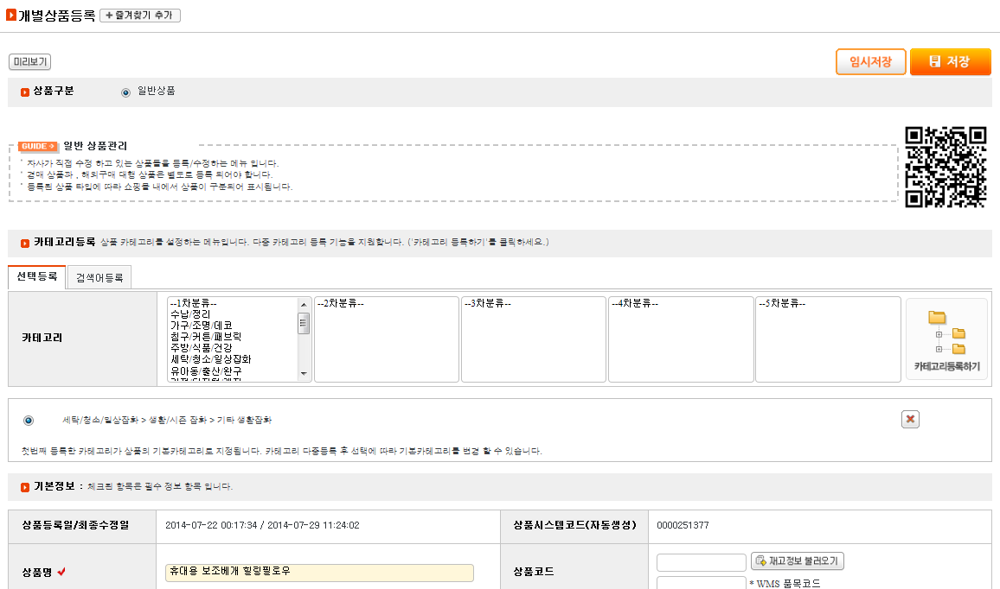 개별상품등록 + 즐겨찾기 추가
미리보기 임시저장 저장
상품구분 일반상품
GUIDE 일반 상품관리
* 자사가 직접 수정 하고 있는 상품들을 등록/수정하는 메뉴 입니다.
* 경매 상품과 , 해외구매 대행 상품은 별도로 등록 되어야 합니다.
* 등록된 상품 타입에 따라 쇼핑몰 내에서 상품이 구분되어 표시됩니다.
카테고리등록 상품 카테고리를 설정하는 메뉴입니다. 다중 카테고리 등록 기능을 지원합니다. ('카테고리 등록하기'를 클릭하세요.)
선택등록 검색어등록
카테고리
--1차분류--
수납/정리
가구/조명/데코
침구/커튼/패브릭
주방/식품/건강
세탁/청소/일상잡화
유아동/출산/완구
--2차분류--
--3차분류--
--4차분류--
--5차분류--
카테고리등록하기
세탁/청소/일상잡화 > 생활/시즌 잡화 > 기타 생활잡화
첫번째 등록한 카테고리가 상품의 기본카테고리로 지정됩니다. 카테고리 다중등록 후 선택에 따라 기본카테고리를 변경 할 수 있습니다.
기본정보 : 체크된 항목은 필수 정보 항목 입니다.
상품등록일/최종수정일 2014-07-22 00:17:34 / 2014-07-29 11:24:02 상품시스템코드(자동생성) 0000251377
상품명 휴대용 보조베개 힐링필로우 상품코드 재고정보 불러오기
* WMS 품목코드